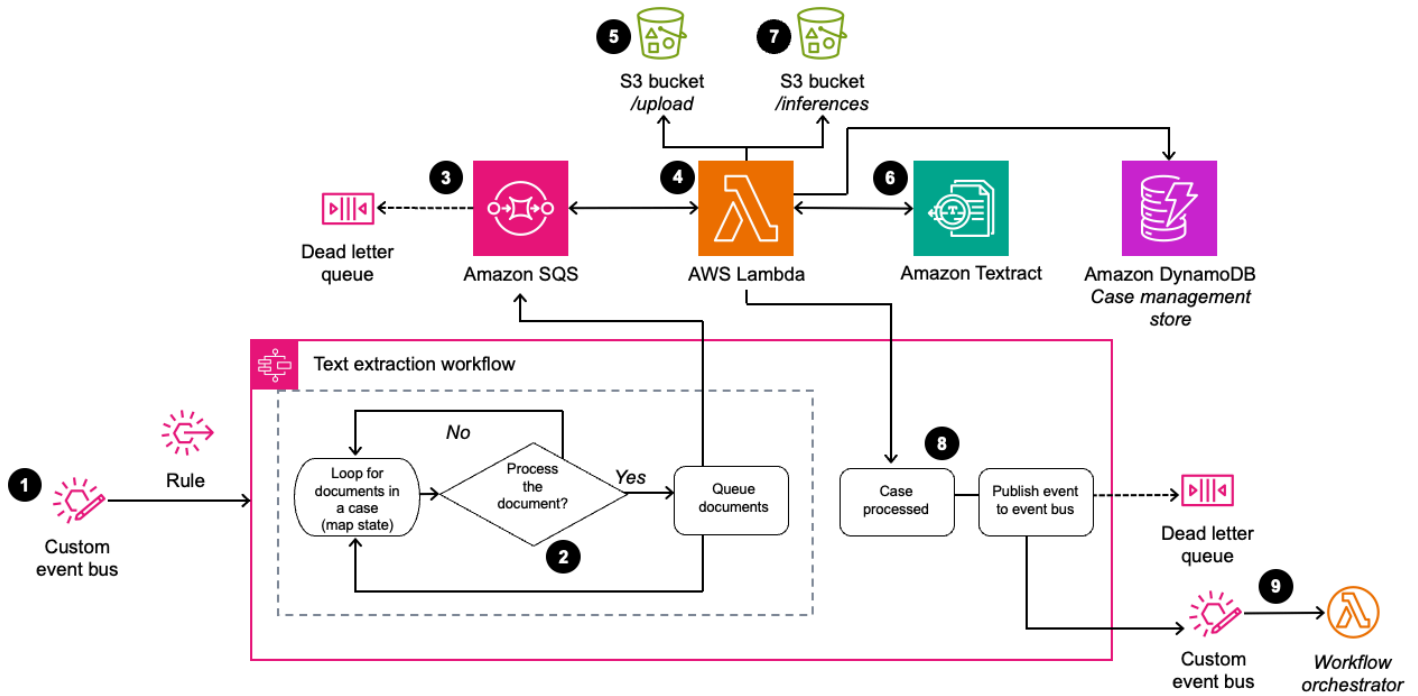 5
7
S3 bucket
/upload
S3 bucket
/inferences
3
4
6
Dead letter
queue
Amazon SQS
AWS Lambda
Amazon Textract
Amazon DynamoDB
Case management
store
Text extraction workflow
1
Rule
Custom
event bus
No
Loop for
documents in
a case
(map state)
Process
the
document?
Yes
2
Queue
documents
8
Case
processed
Publish event
to event bus
Dead letter
queue
9
Custom
event bus
Workflow
orchestrator